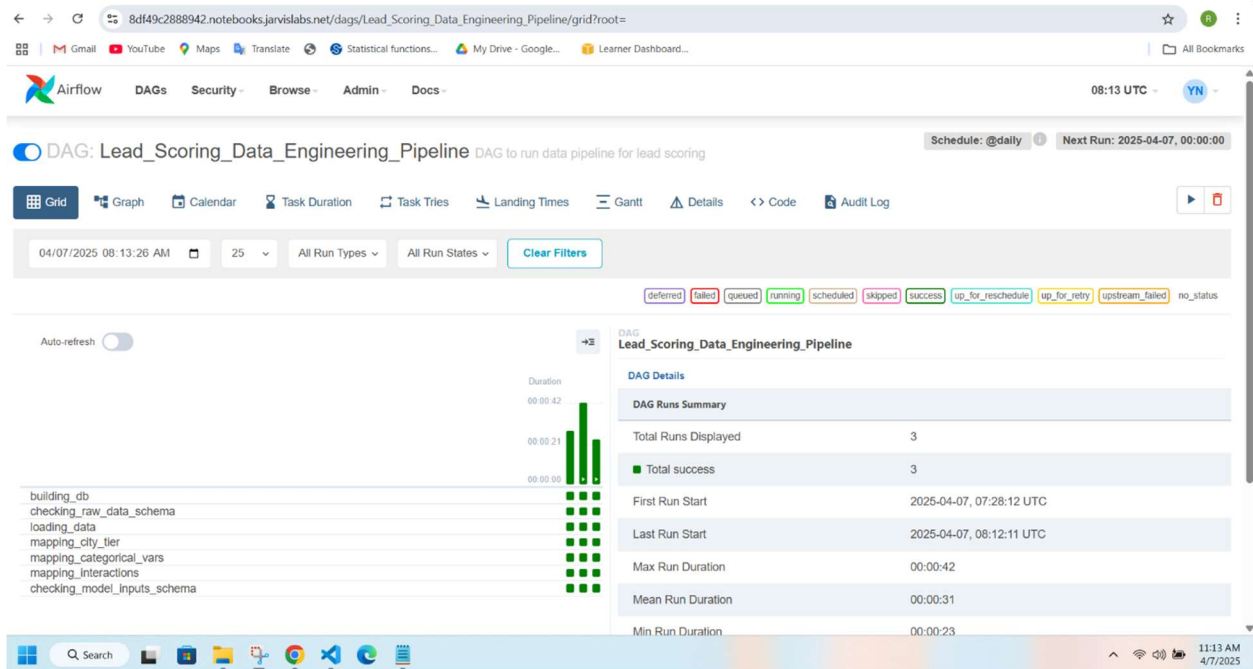 8df49c2888942.notebooks.jarvislabs.net/dags/Lead_Scoring_Data_Engineering_Pipeline/grid?root=
R
Gmail YouTube Maps Translate Statistical functions... My Drive - Google... Learner Dashboard... All Bookmarks
Airflow DAGs Security Browse Admin Docs 08:13 UTC YN
DAG: Lead_Scoring_Data_Engineering_Pipeline DAG to run data pipeline for lead scoring
Schedule: @daily Next Run: 2025-04-07, 00:00:00
Grid Graph Calendar Task Duration Task Tries Landing Times Gantt Details Code Audit Log
04/07/2025 08:13:26 AM 25 All Run Types All Run States Clear Filters
deferred failed queued running scheduled skipped success up_for_reschedule up_for_retry upstream_failed no_status
Auto-refresh
Duration
00:00:42
00:00:21
00:00:00
building_db
checking_raw_data_schema
loading_data
mapping_city_tier
mapping_categorical_vars
mapping_interactions
checking_model_inputs_schema
DAG
Lead_Scoring_Data_Engineering_Pipeline
DAG Details
DAG Runs Summary
Total Runs Displayed 3
Total success 3
First Run Start 2025-04-07, 07:28:12 UTC
Last Run Start 2025-04-07, 08:12:11 UTC
Max Run Duration 00:00:42
Mean Run Duration 00:00:31
Min Run Duration 00:00:23
Search
11:13 AM
4/7/2025